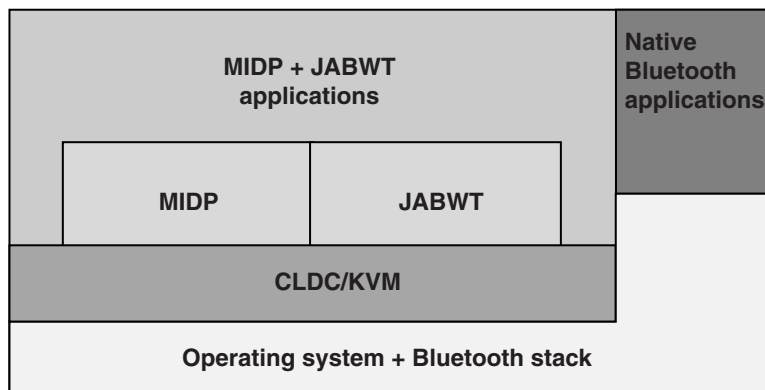 MIDP + JABWT
applications
Native
Bluetooth
applications
MIDP
JABWT
CLDC/KVM
Operating system + Bluetooth stack